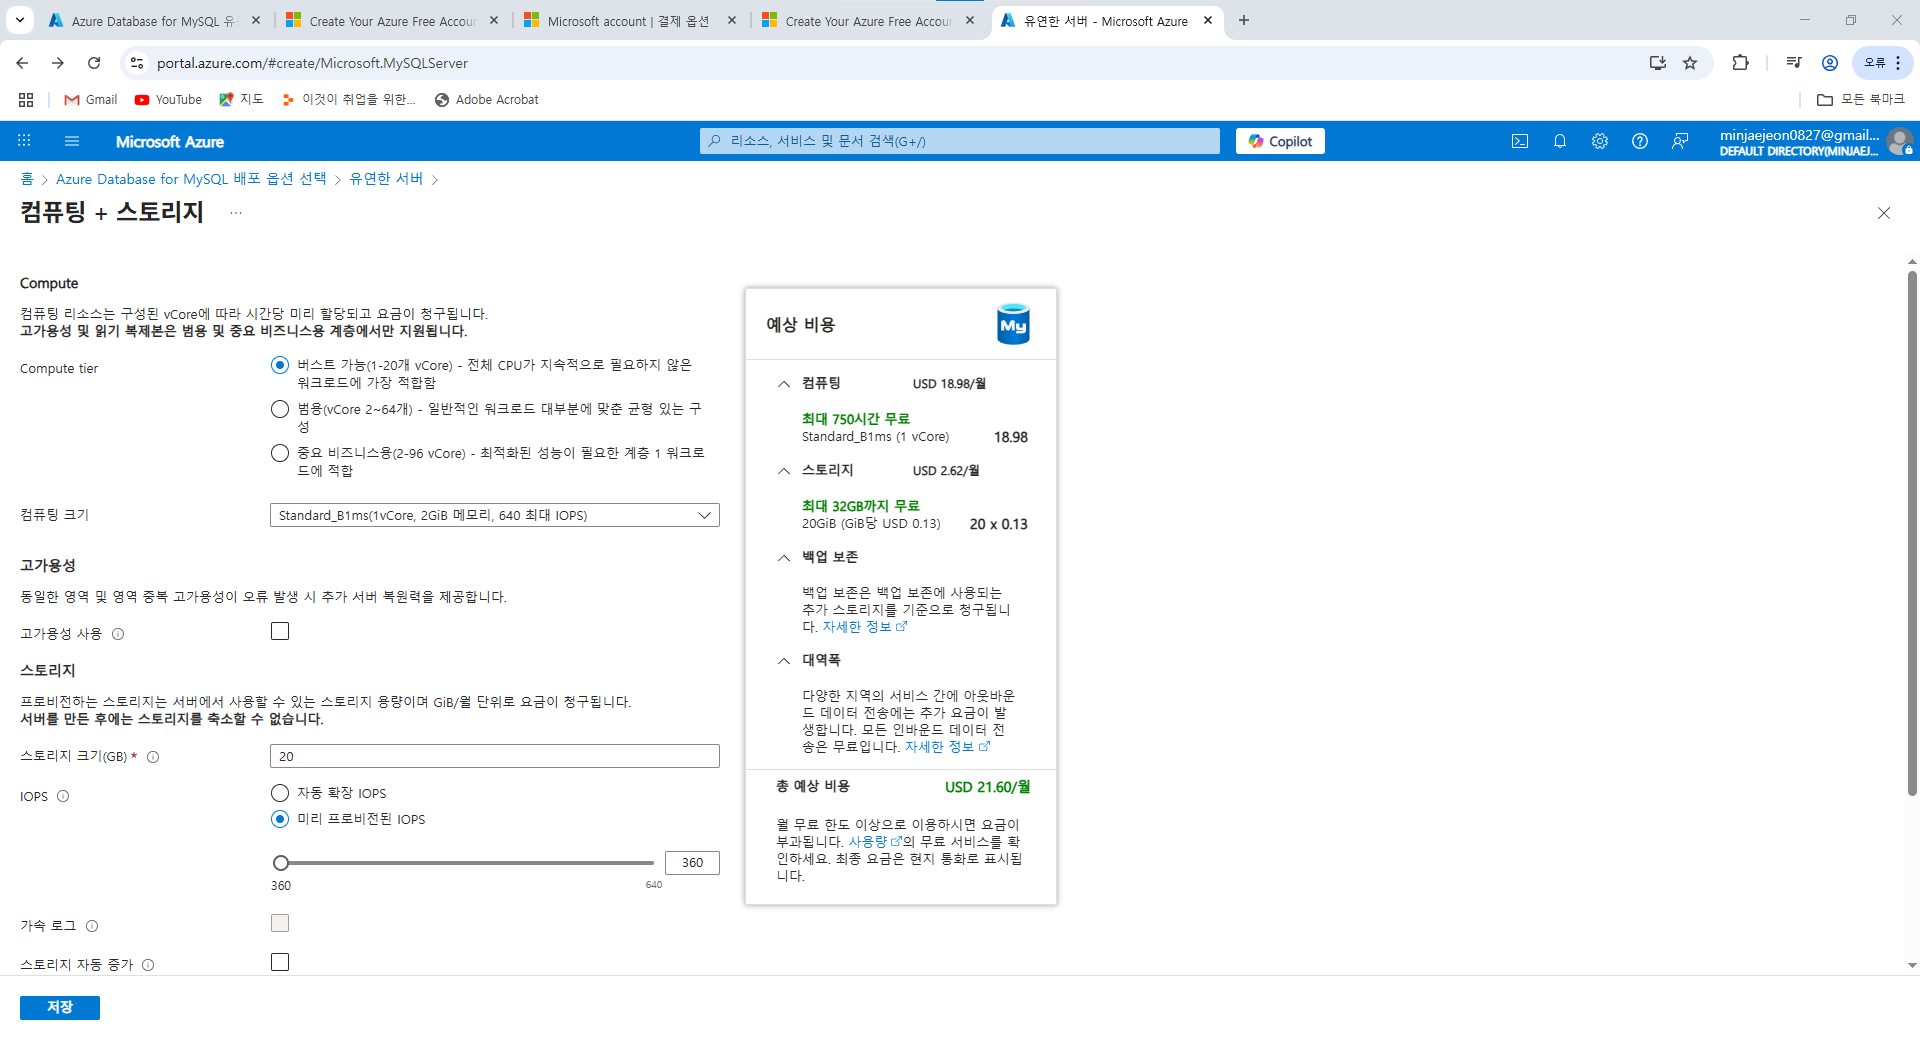 Azure Database for MySQL 유
Create Your Azure Free Accour
Microsoft account | 결제 옵션
Create Your Azure Free Accour
유연한 서버 - Microsoft Azure
portal.azure.com/#create/Microsoft.MySQLServer
오류
Gmail
YouTube
지도
이것이 취업을 위한...
Adobe Acrobat
모든 북마크
Microsoft Azure
리소스, 서비스 및 문서 검색(G+/)
Copilot
minjaejeon0827@gmail...
DEFAULT DIRECTORY(MINJAEJ...
홈 > Azure Database for MySQL 배포 옵션 선택 > 유연한 서버 >
컴퓨팅 + 스토리지 ...
Compute
컴퓨팅 리소스는 구성된 vCore에 따라 시간당 미리 할당되고 요금이 청구됩니다.
고가용성 및 읽기 복제본은 범용 및 중요 비즈니스용 계층에서만 지원됩니다.
Compute tier
버스트 가능(1-20개 vCore) - 전체 CPU가 지속적으로 필요하지 않은
워크로드에 가장 적합함
범용(vCore 2~64개) - 일반적인 워크로드 대부분에 맞춘 균형 있는 구
성
중요 비즈니스용(2-96 vCore) - 최적화된 성능이 필요한 계층 1 워크로
드에 적합
컴퓨팅 크기
Standard_B1ms(1vCore, 2GiB 메모리, 640 최대 IOPS)
고가용성
동일한 영역 및 영역 중복 고가용성이 오류 발생 시 추가 서버 복원력을 제공합니다.
고가용성 사용
스토리지
프로비전하는 스토리지는 서버에서 사용할 수 있는 스토리지 용량이며 GiB/월 단위로 요금이 청구됩니다.
서버를 만든 후에는 스토리지를 축소할 수 없습니다.
스토리지 크기(GB) *
20
IOPS
자동 확장 IOPS
미리 프로비전된 IOPS
360
360
640
가속 로그
스토리지 자동 증가
저장
예상 비용
My
컴퓨팅 USD 18.98/월
최대 750시간 무료
Standard_B1ms (1 vCore) 18.98
스토리지 USD 2.62/월
최대 32GB까지 무료
20GiB (GiB당 USD 0.13) 20 x 0.13
백업 보존
백업 보존은 백업 보존에 사용되는
추가 스토리지를 기준으로 청구됩니
다. 자세한 정보
대역폭
다양한 지역의 서비스 간에 아웃바운
드 데이터 전송에는 추가 요금이 발
생합니다. 모든 인바운드 데이터 전
송은 무료입니다. 자세한 정보
총 예상 비용 USD 21.60/월
월 무료 한도 이상으로 이용하시면 요금이
부과됩니다. 사용량의 무료 서비스를 확
인하세요. 최종 요금은 현지 통화로 표시됩
니다.